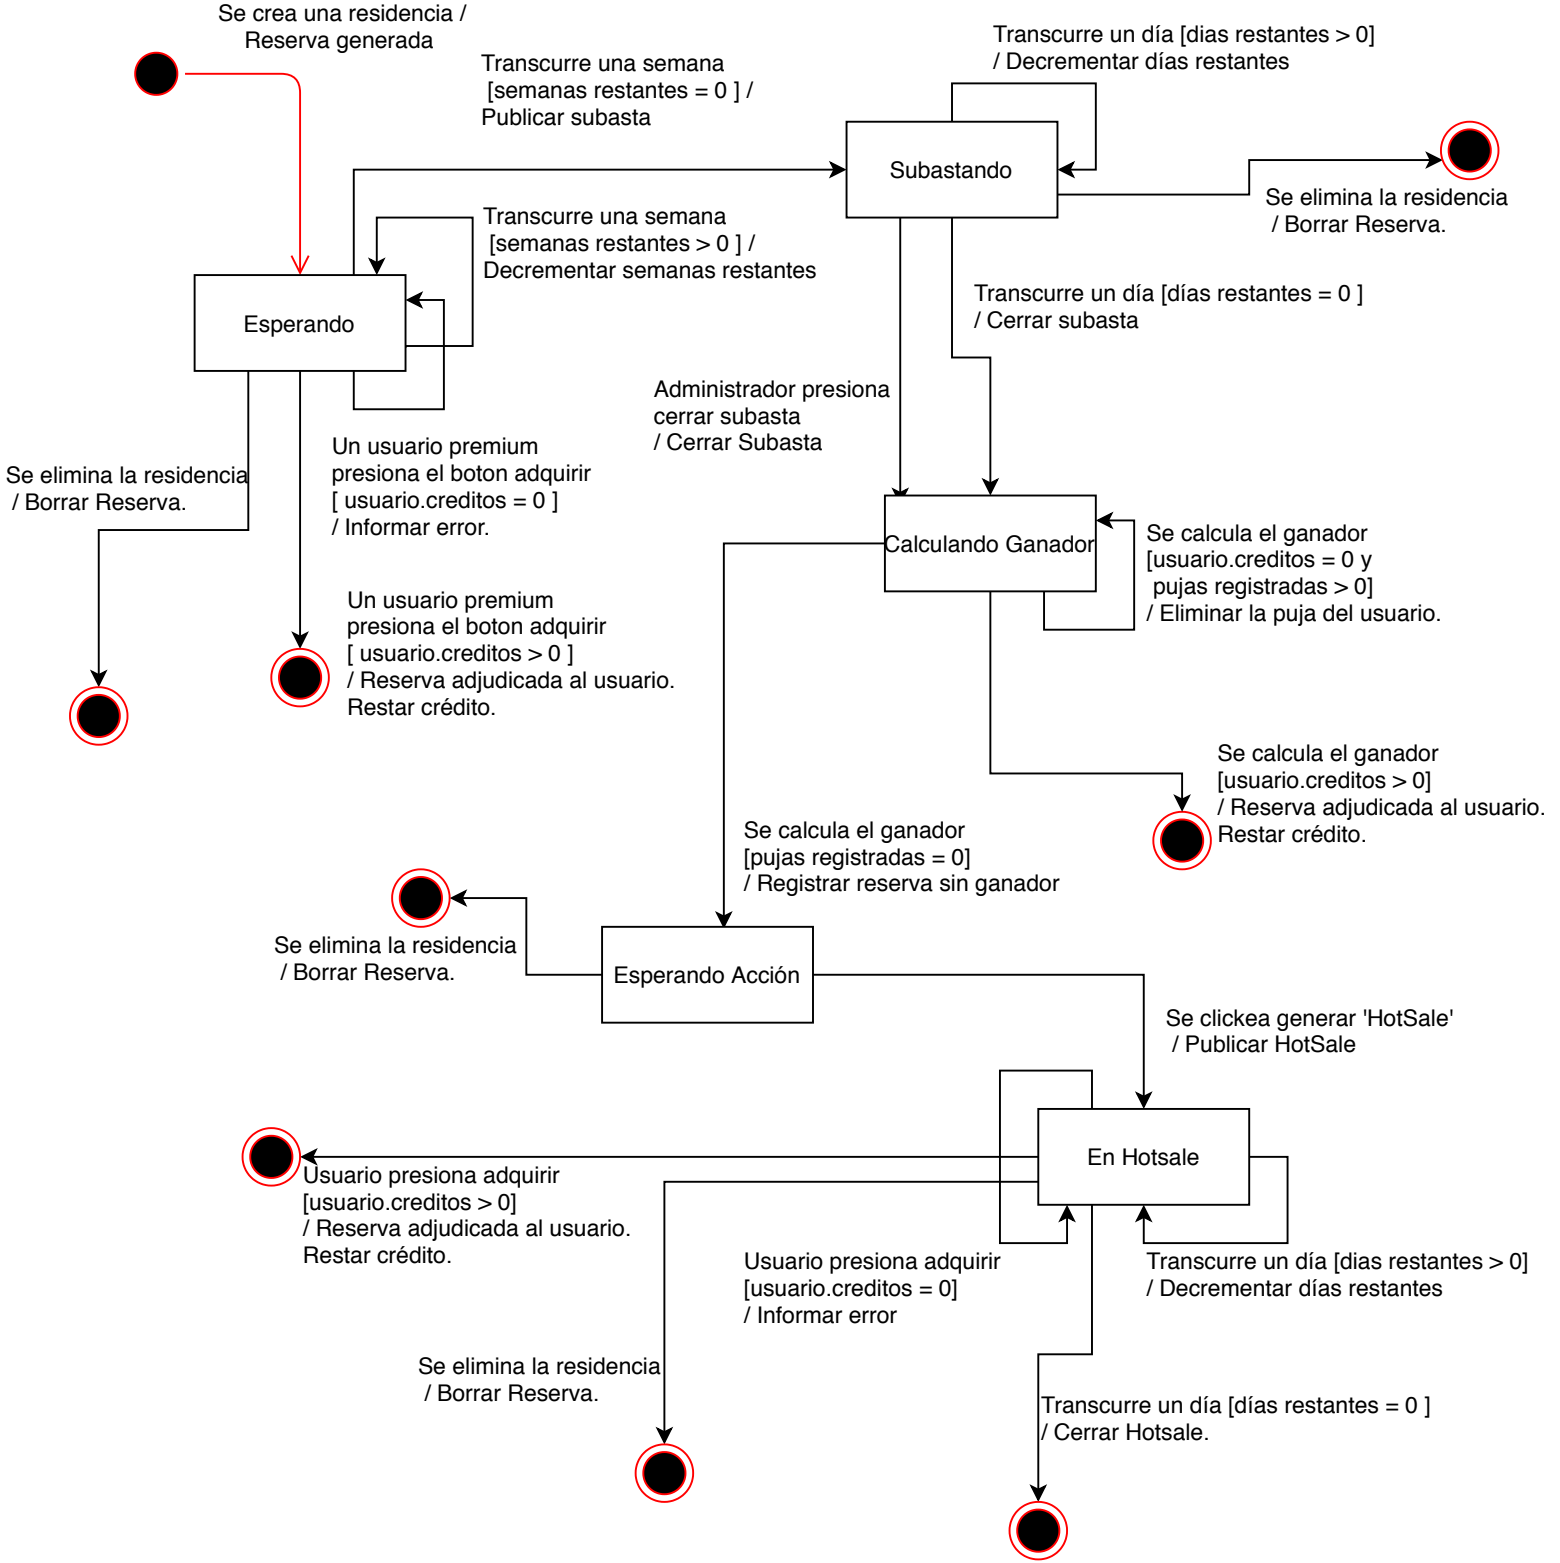 Se crea una residencia /
Reserva generada
Transcurre una semana
[semanas restantes = 0 ] /
Publicar subasta
Transcurre un día [dias restantes > 0]
/ Decrementar días restantes
Subastando
Se elimina la residencia
/ Borrar Reserva.
Transcurre una semana
[semanas restantes > 0 ] /
Decrementar semanas restantes
Esperando
Transcurre un día [días restantes = 0 ]
/ Cerrar subasta
Administrador presiona
cerrar subasta
/ Cerrar Subasta
Un usuario premium
presiona el boton adquirir
[ usuario.creditos = 0 ]
/ Informar error.
Se elimina la residencia
/ Borrar Reserva.
Calculando Ganador
Se calcula el ganador
[usuario.creditos = 0 y
pujas registradas > 0]
/ Eliminar la puja del usuario.
Un usuario premium
presiona el boton adquirir
[ usuario.creditos > 0 ]
/ Reserva adjudicada al usuario.
Restar crédito.
Se calcula el ganador
[usuario.creditos > 0]
/ Reserva adjudicada al usuario.
Restar crédito.
Se calcula el ganador
[pujas registradas = 0]
/ Registrar reserva sin ganador
Se elimina la residencia
/ Borrar Reserva.
Esperando Acción
Se clickea generar 'HotSale'
/ Publicar HotSale
En Hotsale
Usuario presiona adquirir
[usuario.creditos > 0]
/ Reserva adjudicada al usuario.
Restar crédito.
Usuario presiona adquirir
[usuario.creditos = 0]
/ Informar error
Transcurre un día [dias restantes > 0]
/ Decrementar días restantes
Se elimina la residencia
/ Borrar Reserva.
Transcurre un día [días restantes = 0 ]
/ Cerrar Hotsale.